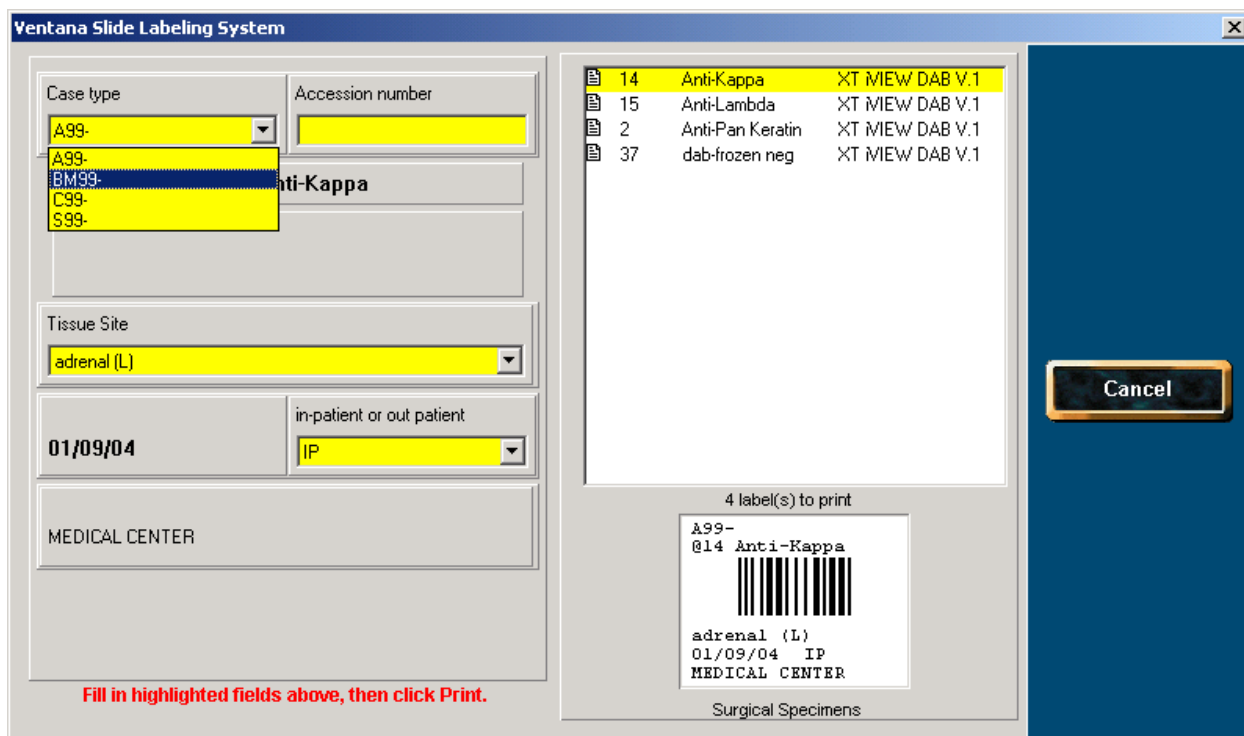 Ventana Slide Labeling System
Case type
Accession number
A99-
A99-
BM99-
C99-
S99-
nti-Kappa
Tissue Site
adrenal (L)
01/09/04
in-patient or out patient
IP
MEDICAL CENTER
Fill in highlighted fields above, then click Print.
14 Anti-Kappa XT iVIEW DAB V.1
15 Anti-Lambda XT iVIEW DAB V.1
2 Anti-Pan Keratin XT iVIEW DAB V.1
37 dab-frozen neg XT iVIEW DAB V.1
4 label(s) to print
A99-
@14 Anti-Kappa
adrenal (L)
01/09/04 IP
MEDICAL CENTER
Surgical Specimens
Cancel